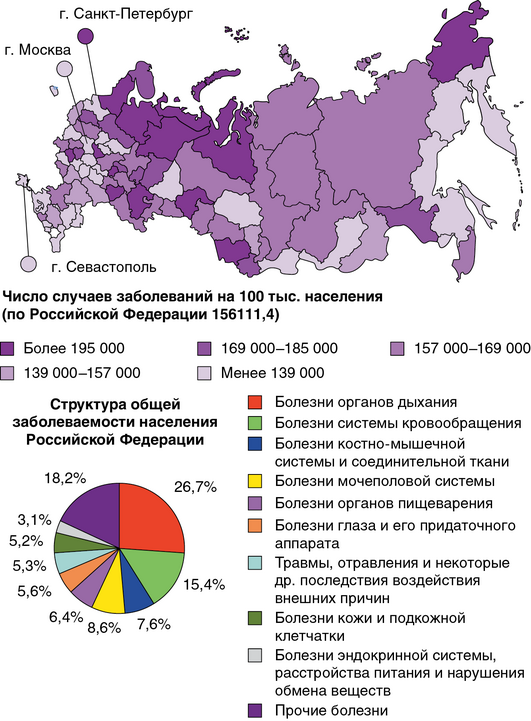 г. Санкт-Петербург
г. Москва
г. Севастополь
Число случаев заболеваний на 100 тыс. населения
(по Российской Федерации 156111,4)
Более 195 000
169 000–185 000
157 000–169 000
139 000–157 000
Менее 139 000
Структура общей
заболеваемости населения
Российской Федерации
18,2%
26,7%
3,1%
5,2%
5,3%
5,6%
6,4%
8,6%
7,6%
15,4%
Болезни органов дыхания
Болезни системы кровообращения
Болезни костно-мышечной
системы и соединительной ткани
Болезни мочеполовой системы
Болезни органов пищеварения
Болезни глаза и его придаточного
аппарата
Травмы, отравления и некоторые
др. последствия воздействия
внешних причин
Болезни кожи и подкожной
клетчатки
Болезни эндокринной системы,
расстройства питания и нарушения
обмена веществ
Прочие болезни